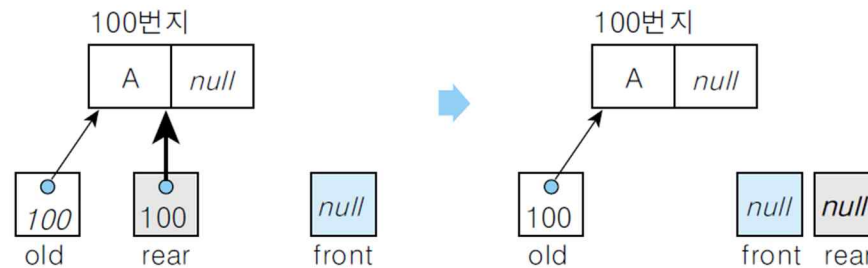 100번지 100번지
A null A null
100 100 null 100 null null
old rear front old front rear